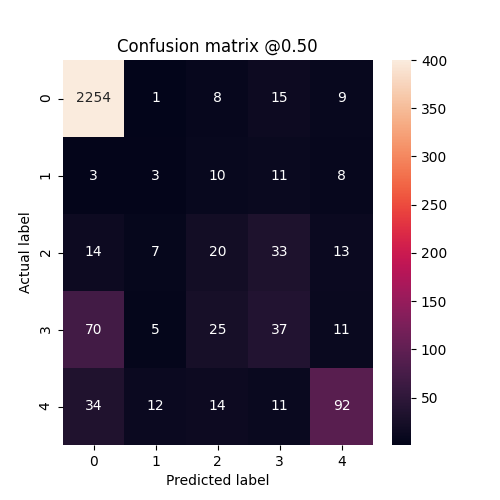 Confusion matrix @0.50
Actual label
0 2254 1 8 15 9
1 3 3 10 11 8
2 14 7 20 33 13
3 70 5 25 37 11
4 34 12 14 11 92
0 1 2 3 4
Predicted label
400
350
300
250
200
150
100
50